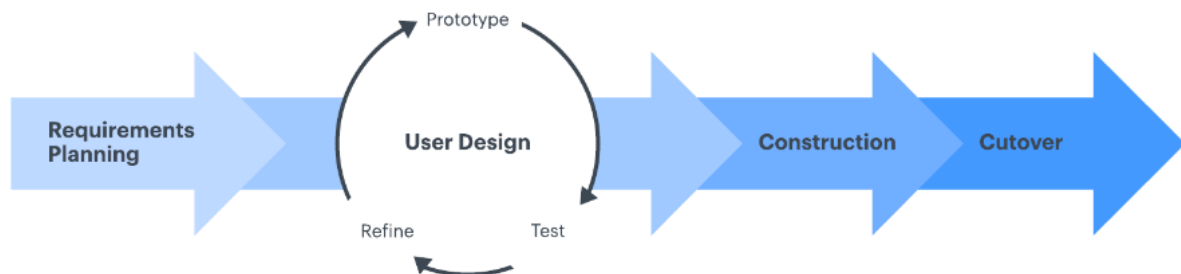 Prototype
Requirements
Planning
User Design
Construction
Cutover
Refine
Test